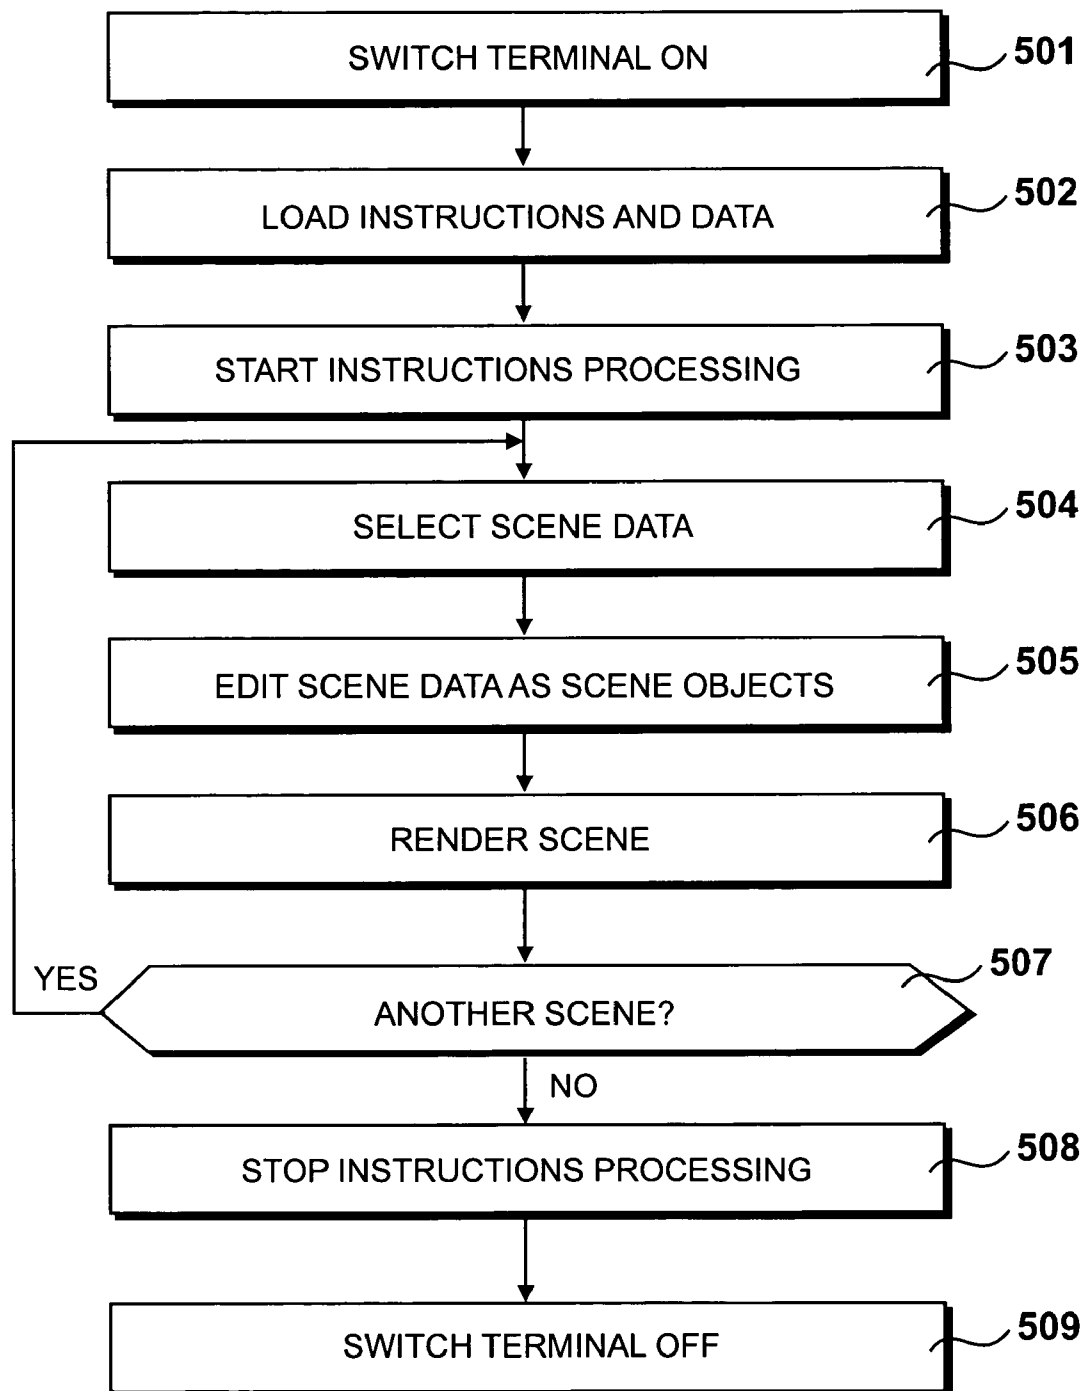 SWITCH TERMINAL ON
501
LOAD INSTRUCTIONS AND DATA
502
START INSTRUCTIONS PROCESSING
503
SELECT SCENE DATA
504
EDIT SCENE DATA AS SCENE OBJECTS
505
RENDER SCENE
506
YES
ANOTHER SCENE?
507
NO
STOP INSTRUCTIONS PROCESSING
508
SWITCH TERMINAL OFF
509